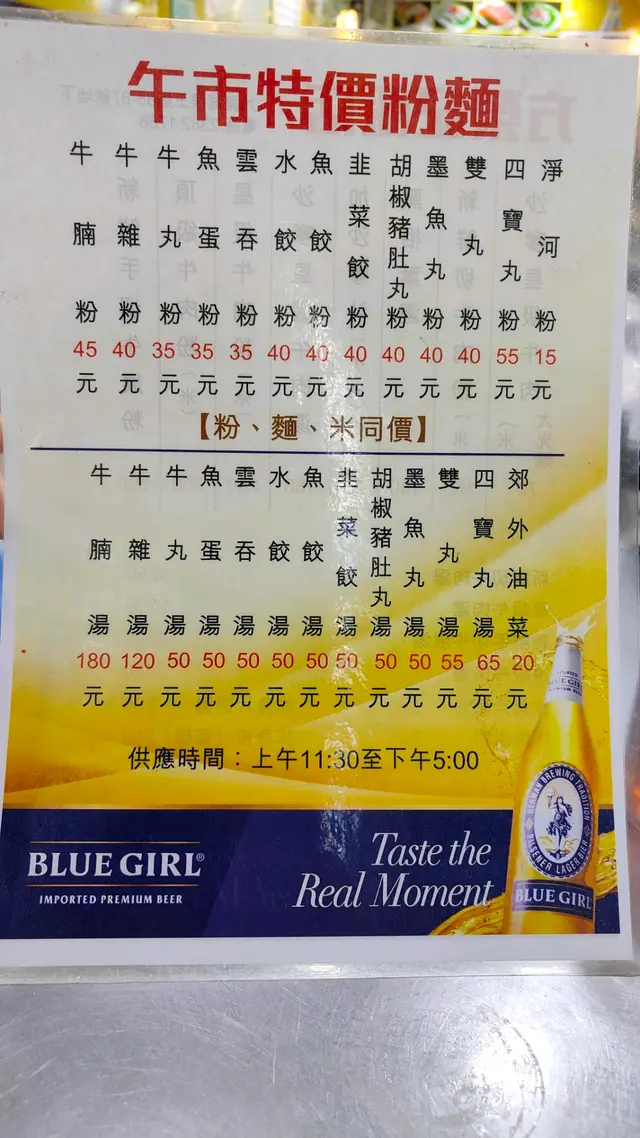 午市特價粉麵
牛腩粉45元
牛雜粉40元
牛丸粉35元
魚蛋粉35元
雲吞粉35元
水餃粉40元
魚餃粉40元
韭菜餃粉40元
胡椒豬肚丸粉40元
墨魚丸粉40元
雙丸粉40元
四寶丸粉55元
淨河粉15元
【粉、麵、米同價】
牛腩湯180元
牛雜湯120元
牛丸湯50元
魚蛋湯50元
雲吞湯50元
水餃湯50元
魚餃湯50元
韭菜餃湯50元
胡椒豬肚丸湯50元
墨魚丸湯50元
雙丸湯55元
四寶丸湯65元
郊外油菜20元
供應時間：上午11:30至下午5:00
BLUE GIRL®
IMPORTED PREMIUM BEER
Taste the
Real Moment
BREWING TRADITION
PILSENER LAGER BIER
BLUE GIRL